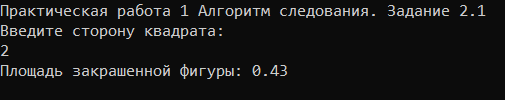 Практическая работа 1 Алгоритм следования. Задание 2.1
Введите сторону квадрата:
2
Площадь закрашенной фигуры: 0.43